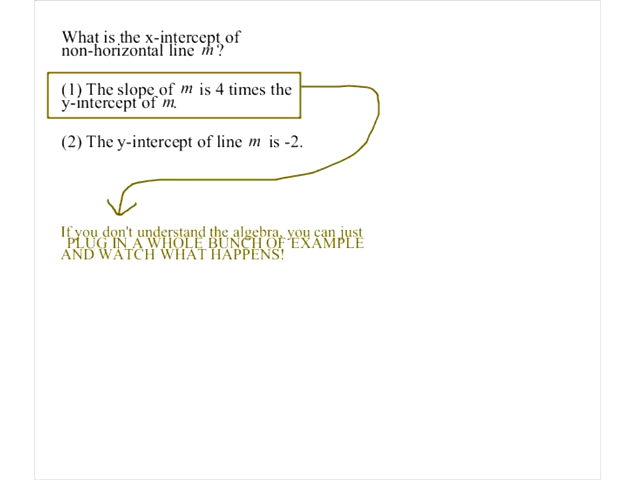 What is the x-intercept of
non-horizontal line m?
(1) The slope of m is 4 times the
y-intercept of m.
(2) The y-intercept of line m is -2.
If you don't understand the algebra, you can just
PLUG IN A WHOLE BUNCH OF EXAMPLE
AND WATCH WHAT HAPPENS!